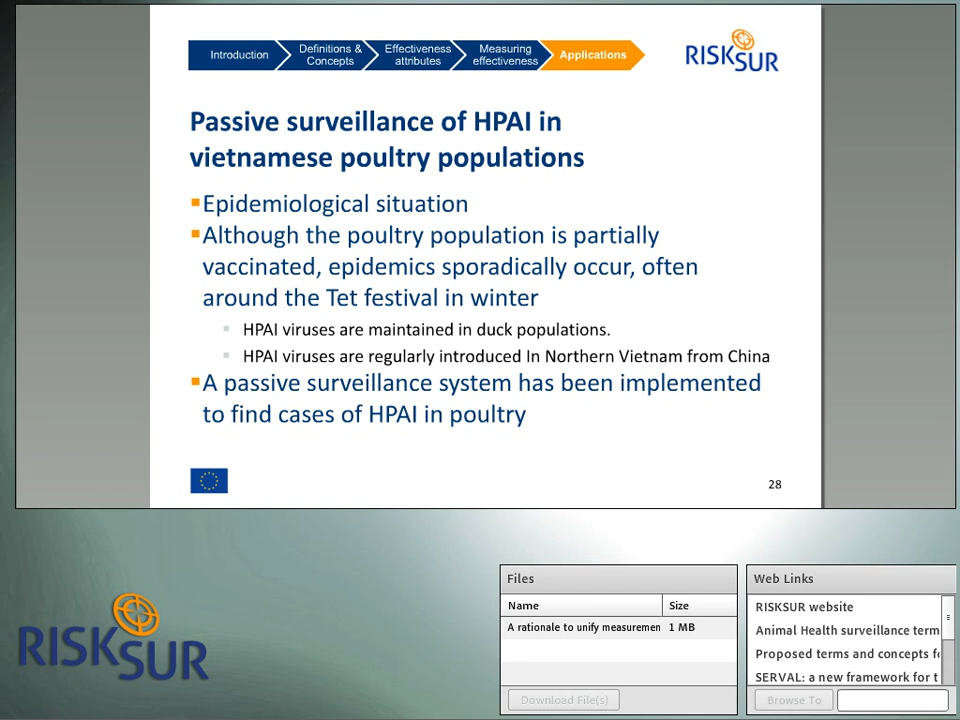 Introduction
Definitions &
Concepts
Effectiveness
attributes
Measuring
effectiveness
Applications
RISKSUR
Passive surveillance of HPAI in
vietnamese poultry populations
Epidemiological situation
Although the poultry population is partially
vaccinated, epidemics sporadically occur, often
around the Tet festival in winter
HPAI viruses are maintained in duck populations.
HPAI viruses are regularly introduced In Northern Vietnam from China
A passive surveillance system has been implemented
to find cases of HPAI in poultry
28
RISKSUR
Files
Name Size
A rationale to unify measuremen 1 MB
Download File(s)
Web Links
RISKSUR website
Animal Health surveillance term
Proposed terms and concepts fo
SERVAL: a new framework for t
Browse To